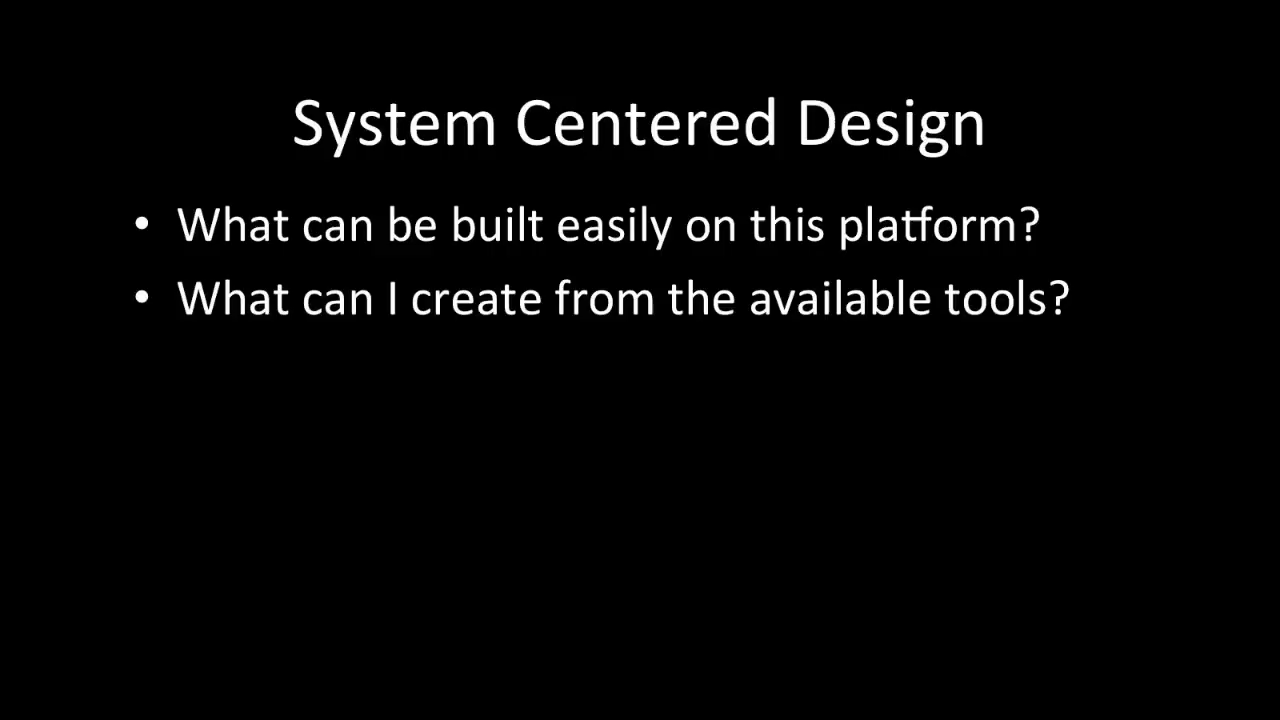 System Centered Design
• What can be built easily on this platform?
• What can I create from the available tools?